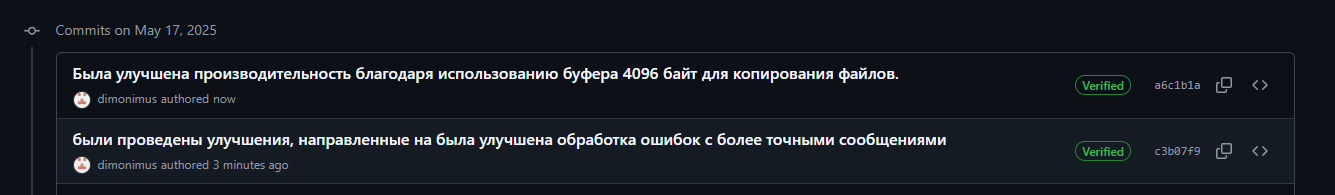 Commits on May 17, 2025
Была улучшена производительность благодаря использованию буфера 4096 байт для копирования файлов.
dimonimus authored now
Verified
a6c1b1a
были проведены улучшения, направленные на была улучшена обработка ошибок с более точными сообщениями
dimonimus authored 3 minutes ago
Verified
c3b07f9